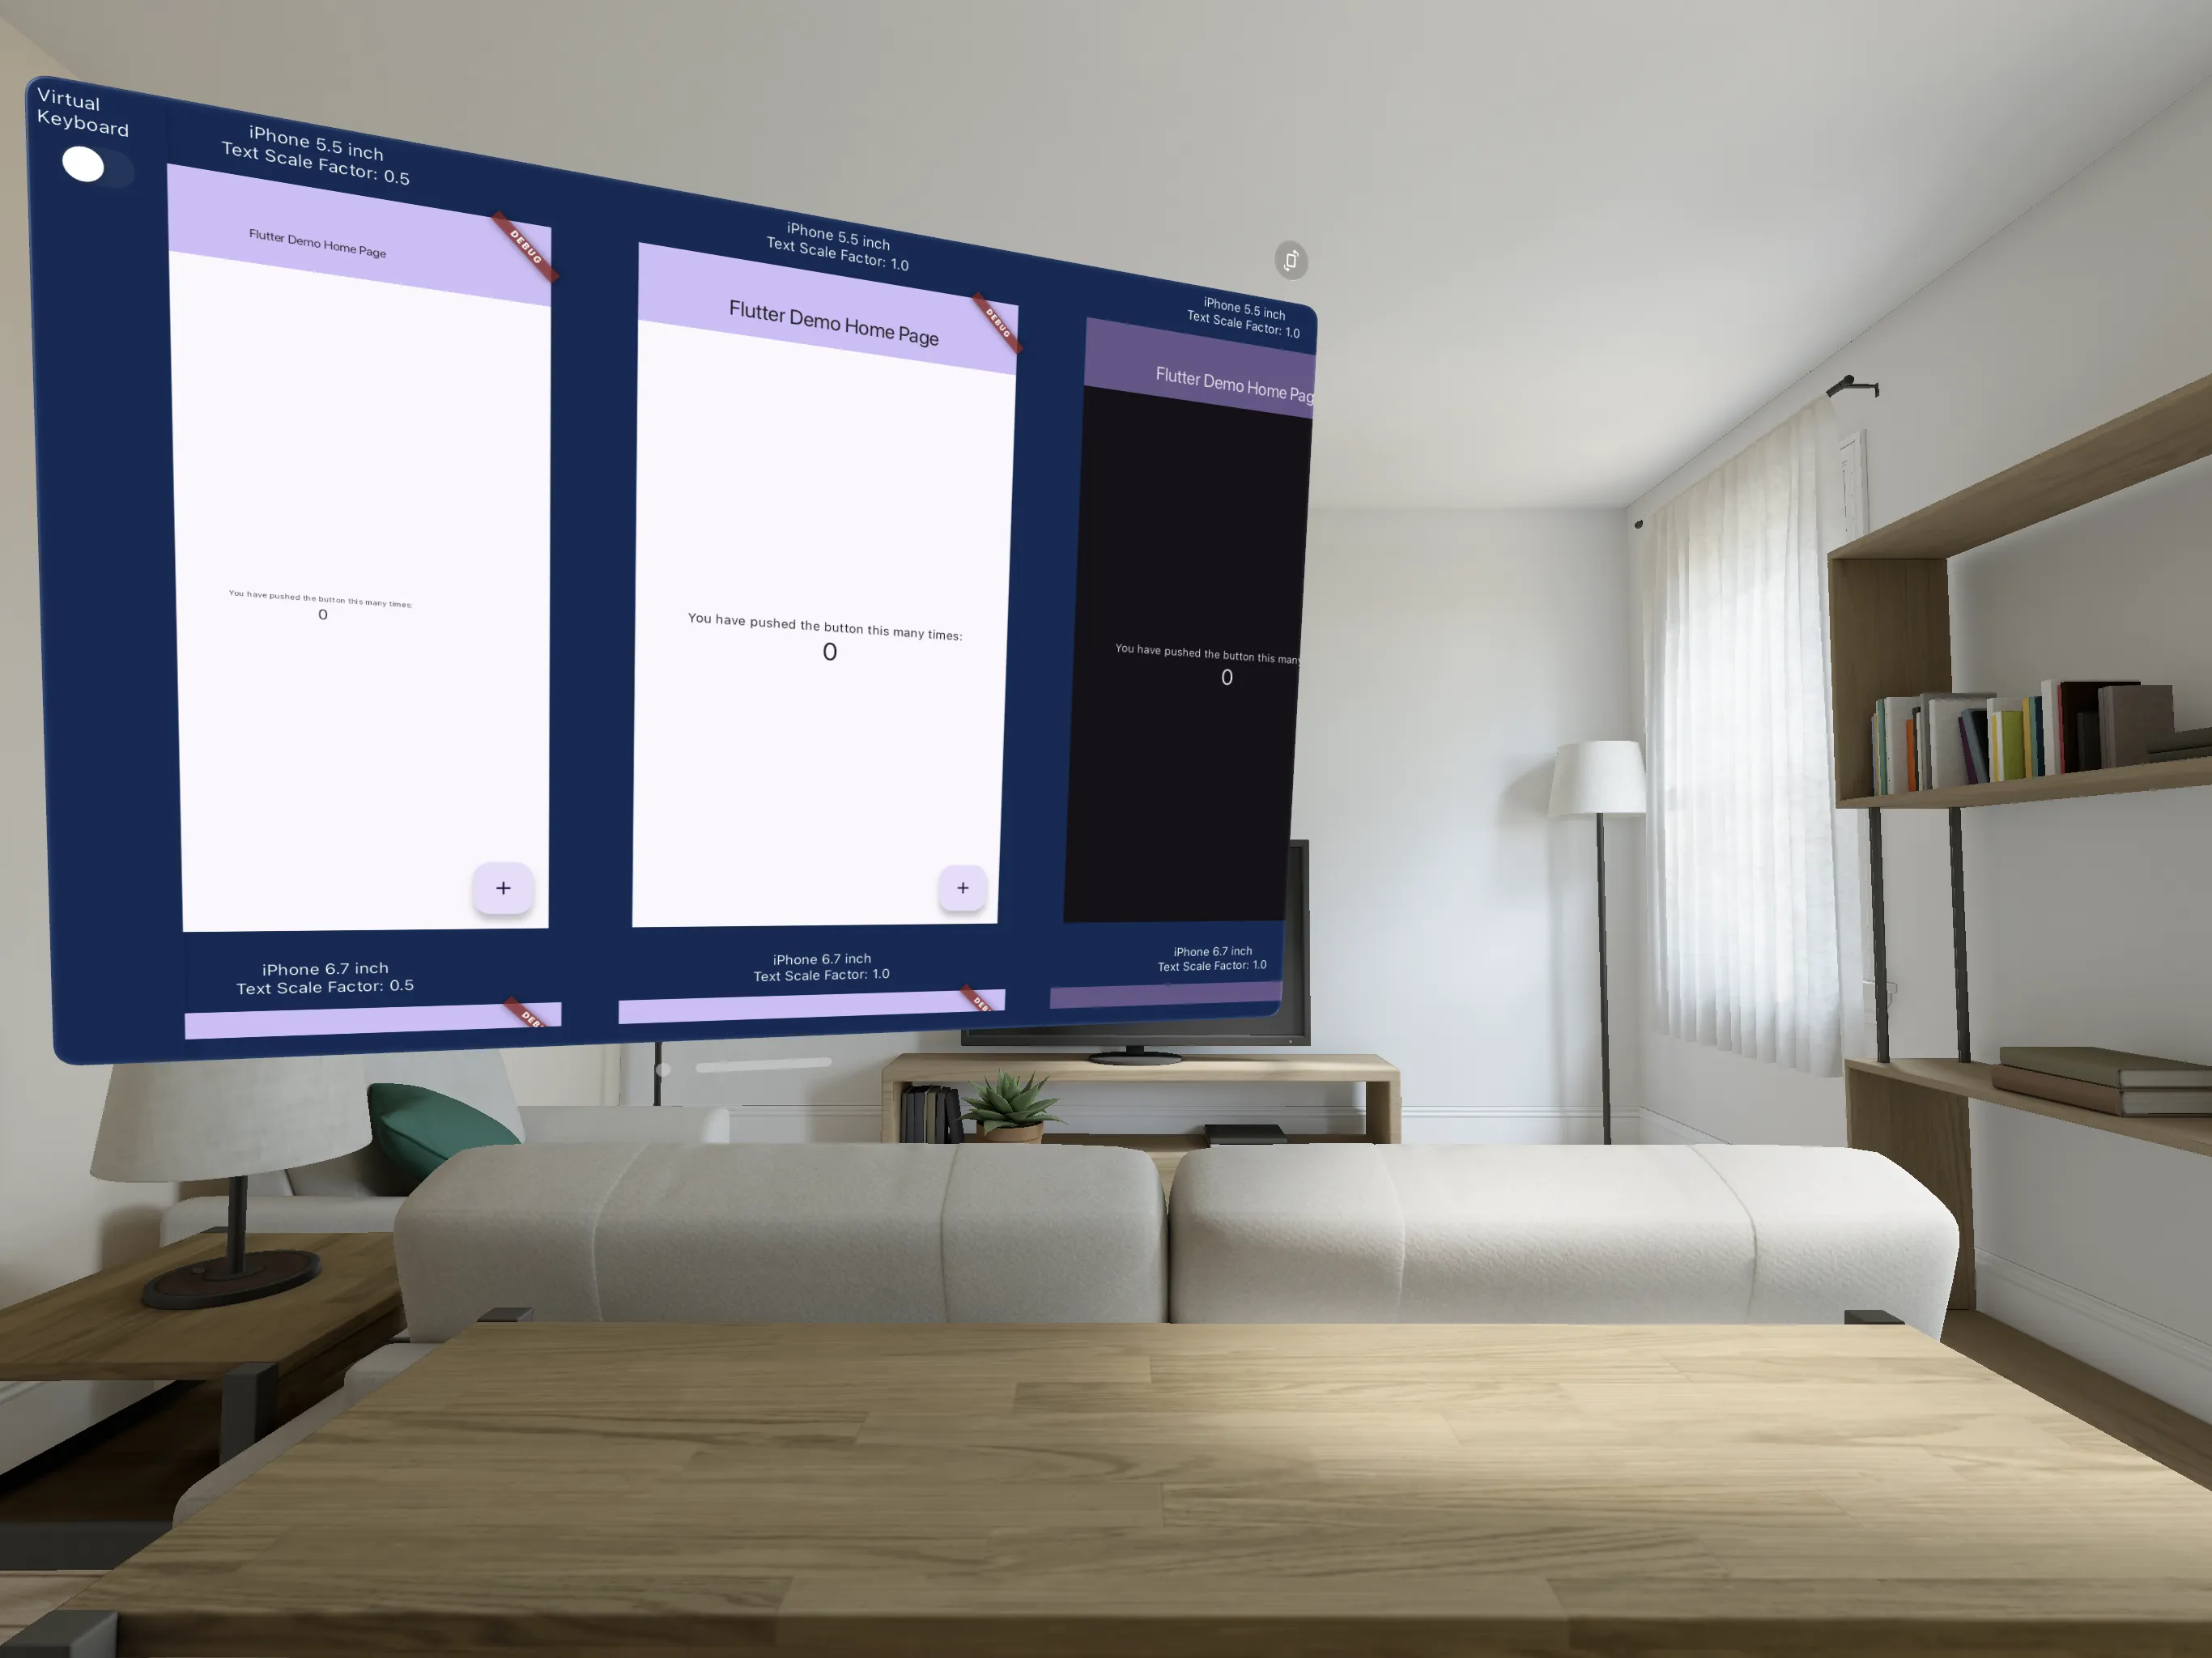 Virtual
Keyboard
iPhone 5.5 inch
Text Scale Factor: 0.5
Flutter Demo Home Page
DEBUG
You have pushed the button this many times:
0
+
iPhone 5.5 inch
Text Scale Factor: 1.0
Flutter Demo Home Page
DEBUG
You have pushed the button this many times:
0
+
iPhone 5.5 inch
Text Scale Factor: 1.0
Flutter Demo Home Pag
You have pushed the button this many
0
iPhone 6.7 inch
Text Scale Factor: 0.5
DEB
iPhone 6.7 inch
Text Scale Factor: 1.0
DEB
iPhone 6.7 inch
Text Scale Factor: 1.0